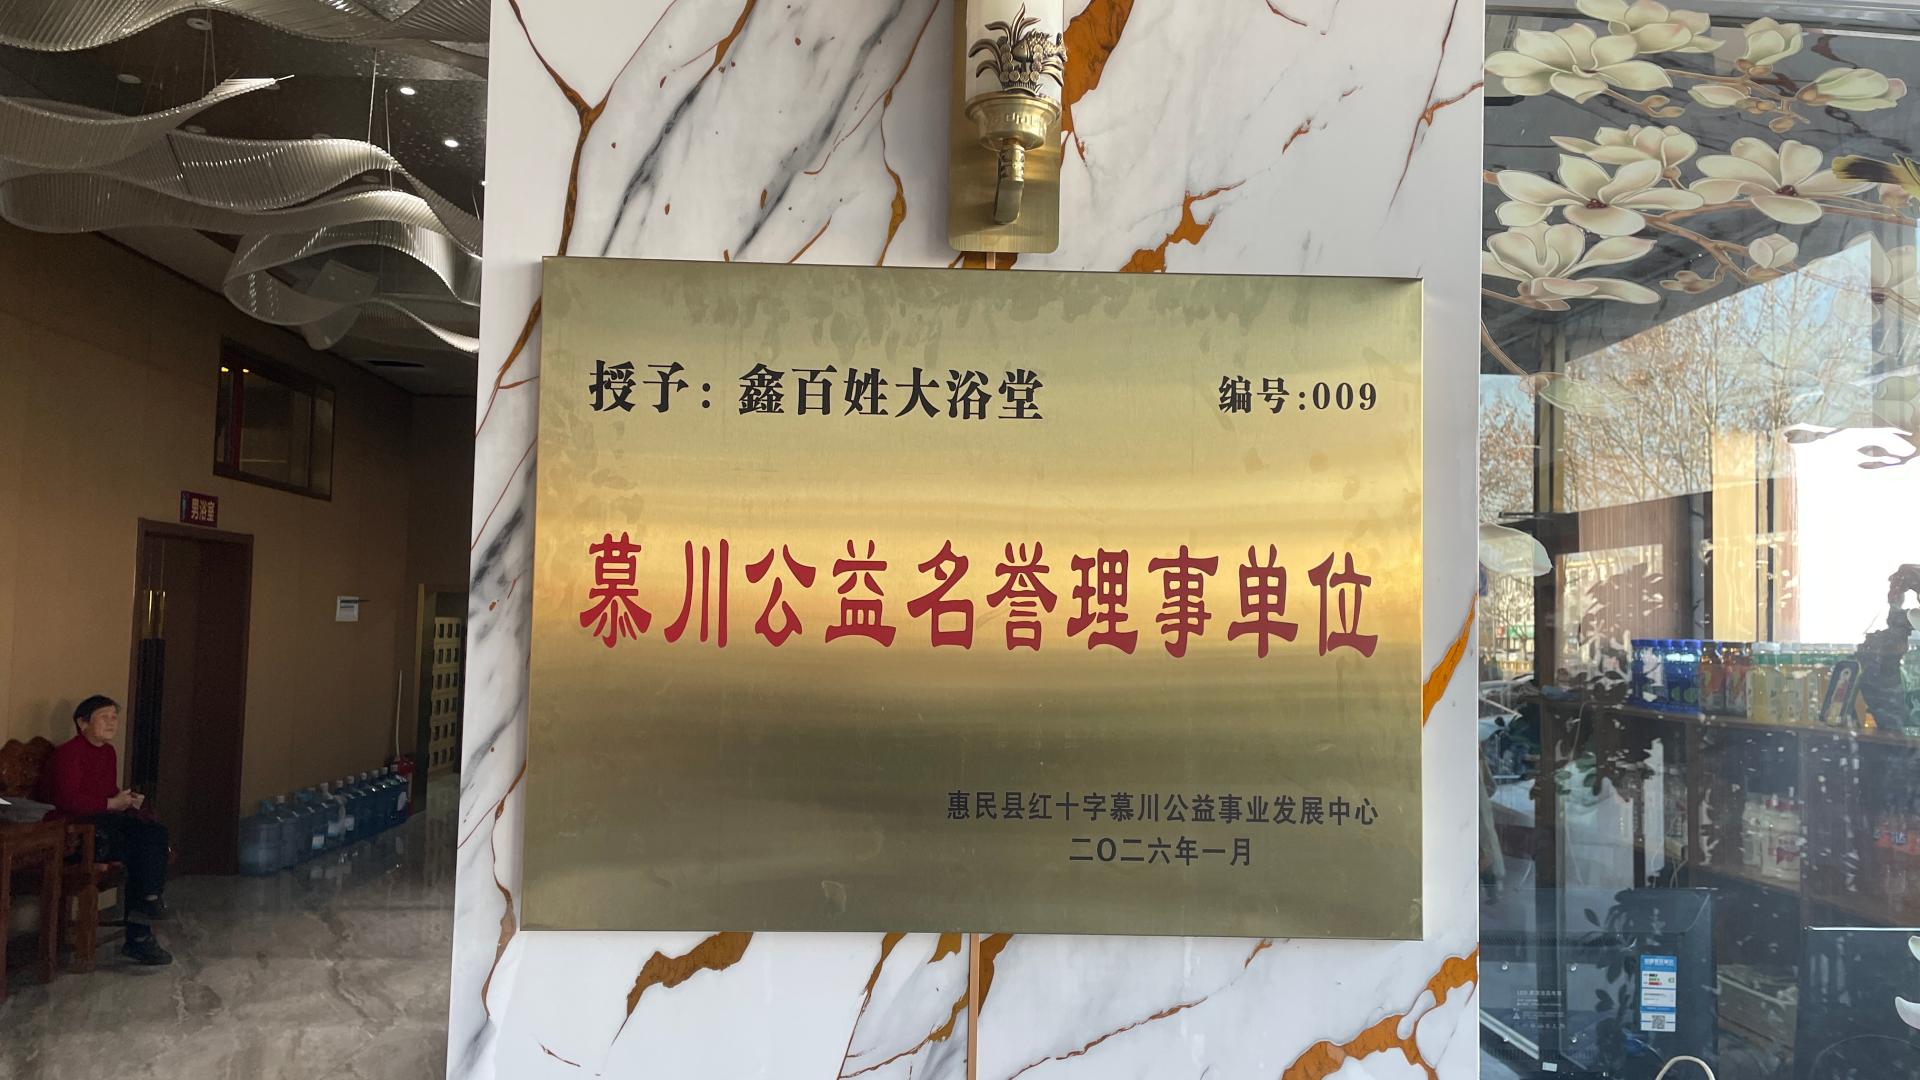 授予：鑫百姓大浴堂 编号:009
慕川公益名誉理事单位
惠民县红十字慕川公益事业发展中心
二〇二六年一月
男浴室